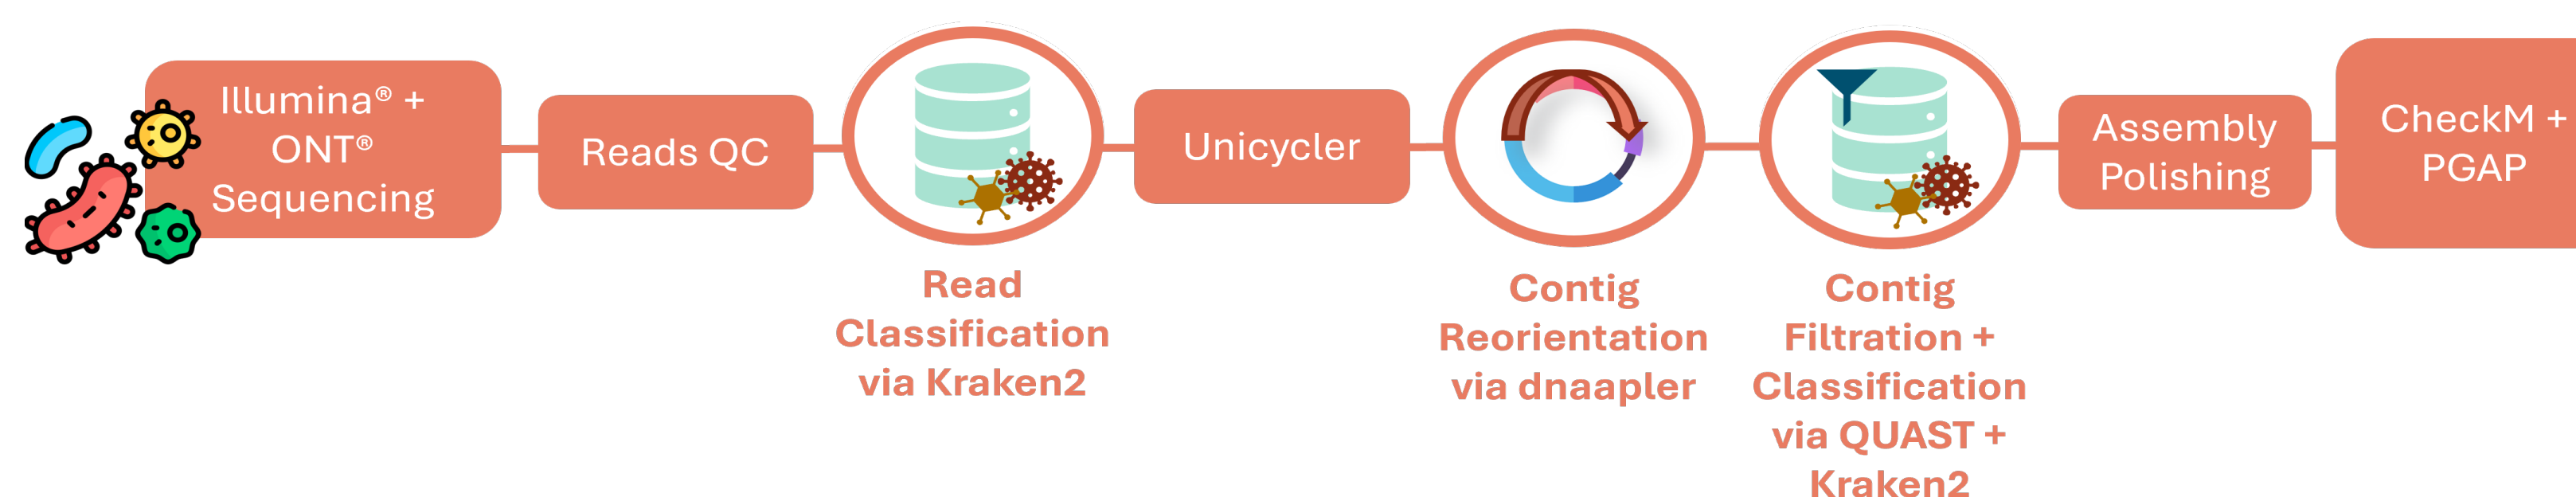 Illumina® +
ONT®
Sequencing
Reads QC
Read
Classification
via Kraken2
Unicycler
Contig
Reorientation
via dnaapler
Contig
Filtration +
Classification
via QUAST +
Kraken2
Assembly
Polishing
CheckM +
PGAP